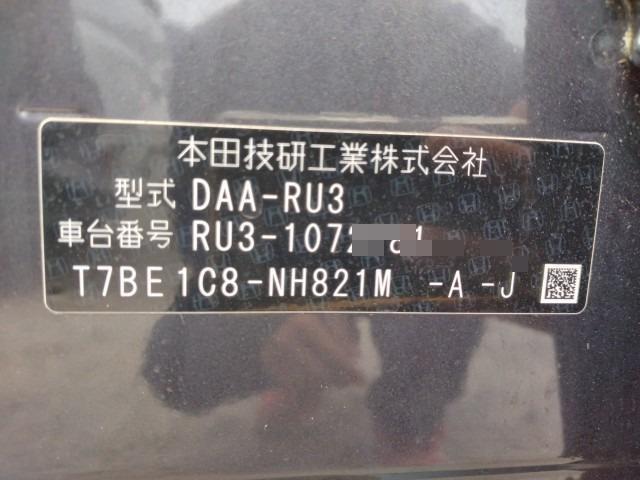 本田技研工業株式会社
型式 DAA-RU3
車台番号 RU3-107
T7BE1C8-NH821M -A -J